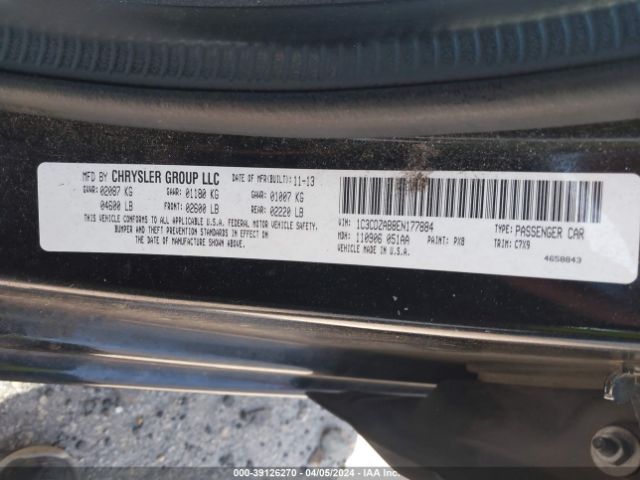 MFD BY CHRYSLER GROUP LLC DATE OF MFR(BUILT): 11-13
GVWR: 02087 KG GAWR: 01180 KG GAWR: 01007 KG
04600 LB FRONT: 02600 LB REAR: 02220 LB
THIS VEHICLE CONFORMS TO ALL APPLICABLE U.S.A. FEDERAL MOTOR VEHICLE SAFETY,
BUMPER AND THEFT PREVENTION STANDARDS IN EFFECT ON
THE DATE OF MANUFACTURE SHOWN ABOVE. MADE IN U.S.A.
VIN: 1C3CDZAB8EN177884 TYPE: PASSENGER CAR
MDH: 110906 051AA PAINT: PX8 TRIM: C7X9
4658843
000-39126270 - 04/05/2024 - IAA Inc.